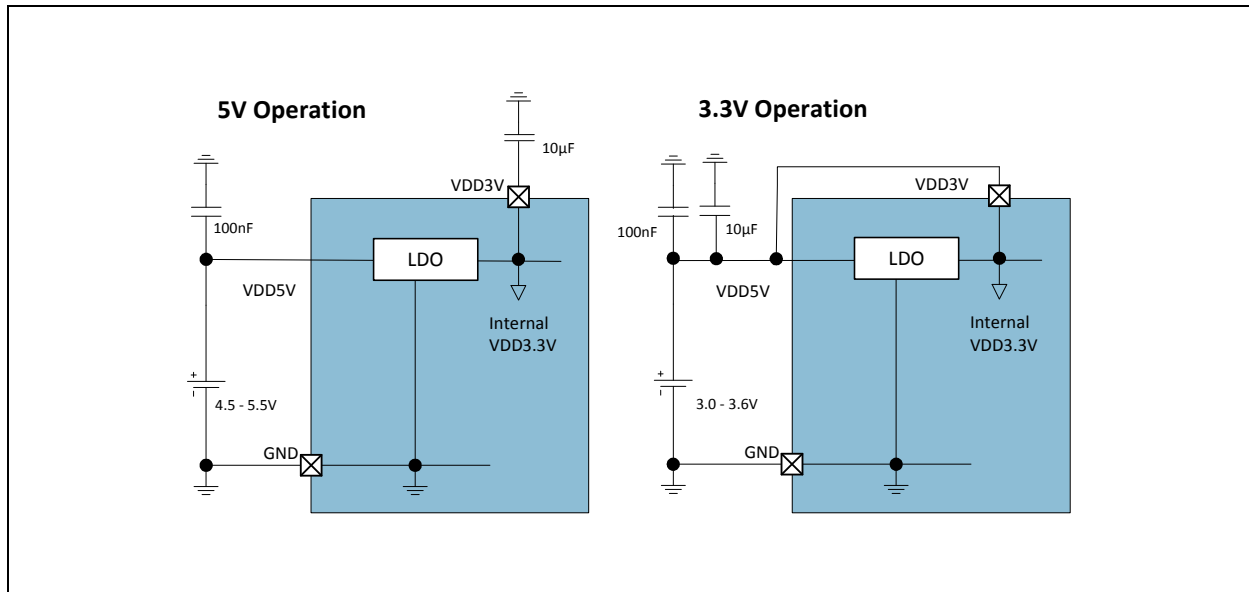 5V Operation
10µF
VDD3V
100nF
LDO
VDD5V
Internal
VDD3.3V
+
-
4.5 - 5.5V
GND
3.3V Operation
VDD3V
100nF
10µF
LDO
VDD5V
Internal
VDD3.3V
+
-
3.0 - 3.6V
GND